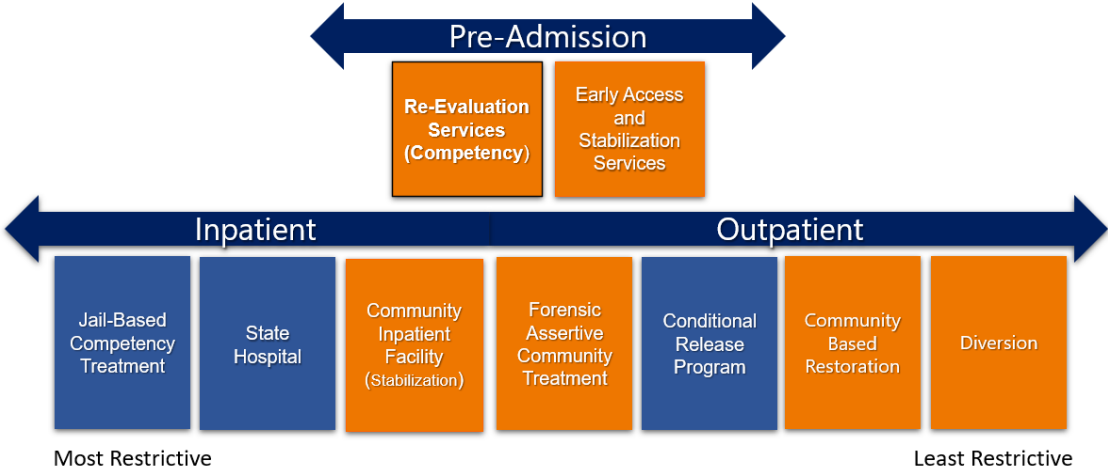 Pre-Admission
Re-Evaluation
Services
(Competency)
Early Access
and
Stabilization
Services
Inpatient
Outpatient
Jail-Based
Competency
Treatment
State
Hospital
Community
Inpatient
Facility
(Stabilization)
Forensic
Assertive
Community
Treatment
Conditional
Release
Program
Community
Based
Restoration
Diversion
Most Restrictive
Least Restrictive